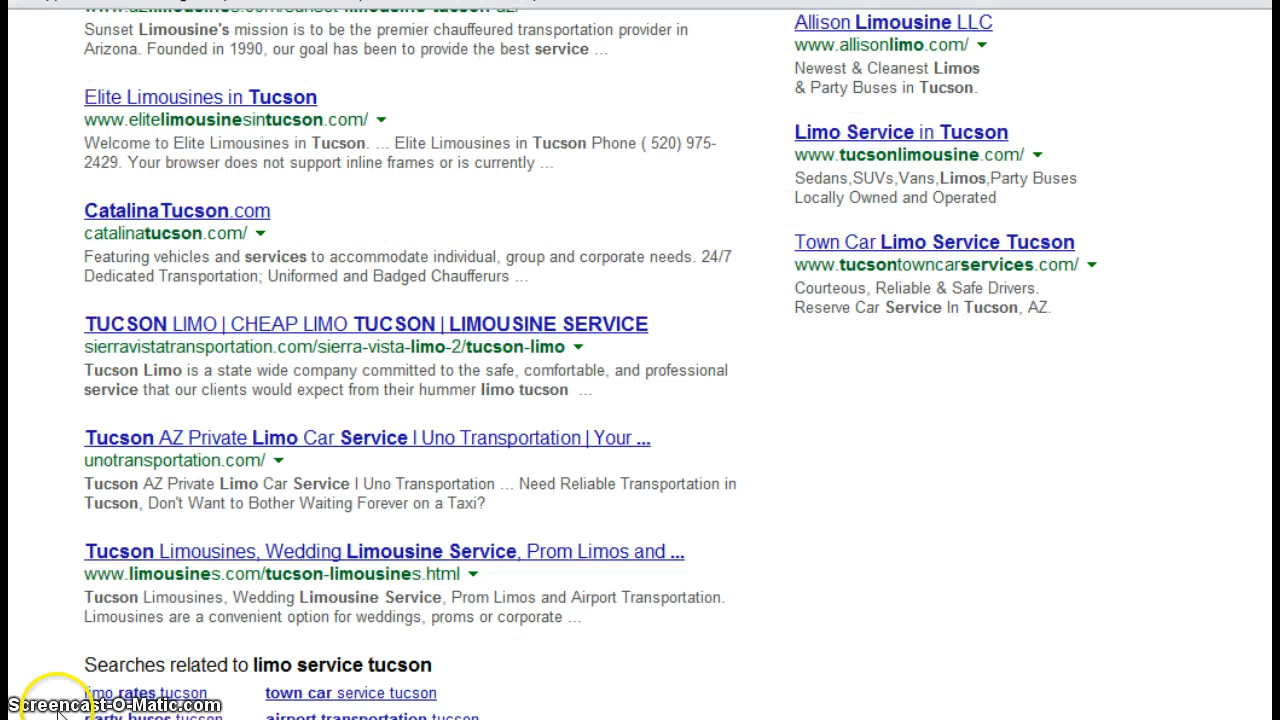 Sunset Limousine's mission is to be the premier chauffeured transportation provider in
Arizona. Founded in 1990, our goal has been to provide the best service ...
Elite Limousines in Tucson
www.elitelimousinesintucson.com/
Welcome to Elite Limousines in Tucson. ... Elite Limousines in Tucson Phone ( 520) 975-
2429. Your browser does not support inline frames or is currently ...
CatalinaTucson.com
catalinatucson.com/
Featuring vehicles and services to accommodate individual, group and corporate needs. 24/7
Dedicated Transportation; Uniformed and Badged Chaufferurs ...
TUCSON LIMO | CHEAP LIMO TUCSON | LIMOUSINE SERVICE
sierravistatransportation.com/sierra-vista-limo-2/tucson-limo
Tucson Limo is a state wide company committed to the safe, comfortable, and professional
service that our clients would expect from their hummer limo tucson ...
Tucson AZ Private Limo Car Service I Uno Transportation | Your ...
unotransportation.com/
Tucson AZ Private Limo Car Service I Uno Transportation ... Need Reliable Transportation in
Tucson, Don't Want to Bother Waiting Forever on a Taxi?
Tucson Limousines, Wedding Limousine Service, Prom Limos and ...
www.limousines.com/tucson-limousines.html
Tucson Limousines, Wedding Limousine Service, Prom Limos and Airport Transportation.
Limousines are a convenient option for weddings, proms or corporate ...
Searches related to limo service tucson
limo rates tucson town car service tucson
party buses tucson airport transportation tucson
Screencast-O-Matic.com
Allison Limousine LLC
www.allisonlimo.com/
Newest & Cleanest Limos
& Party Buses in Tucson.
Limo Service in Tucson
www.tucsonlimousine.com/
Sedans,SUVs,Vans,Limos,Party Buses
Locally Owned and Operated
Town Car Limo Service Tucson
www.tucsontowncarservices.com/
Courteous, Reliable & Safe Drivers.
Reserve Car Service In Tucson, AZ.